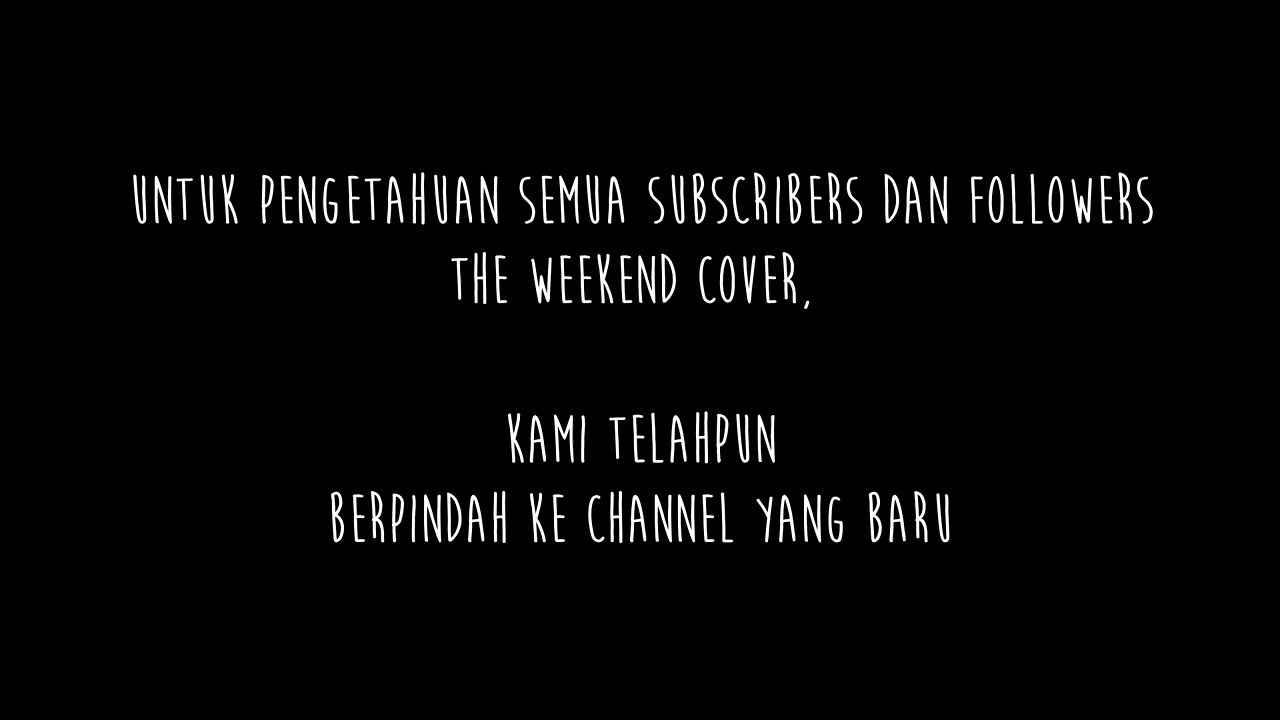 UNTUK PENGETAHUAN SEMUA SUBSCRIBERS DAN FOLLOWERS
THE WEEKEND COVER,
KAMI TELAHPUN
BERPINDAH KE CHANNEL YANG BARU